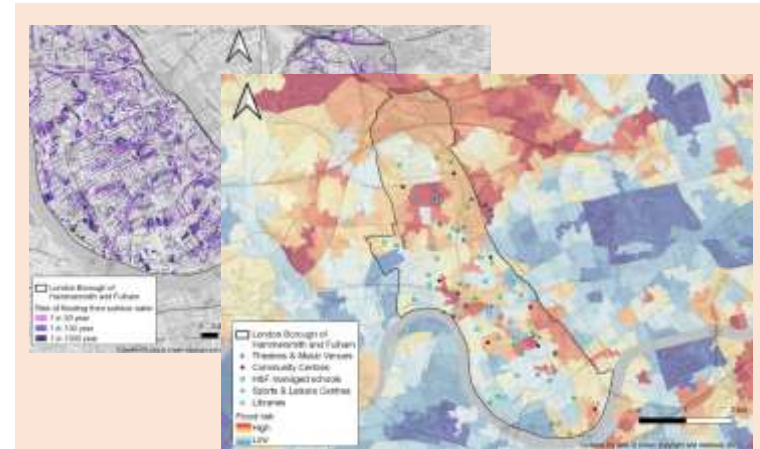 London Borough of
Hammersmith and Fulham
Risk of flooding from surface water
1 in 30 year
1 in 100 year
1 in 1000 year
London Borough of
Hammersmith and Fulham
Theatres & Music Venues
Community Centres
H&F managed schools
Sports & Leisure Centres
Libraries
Flood risk
High
Low